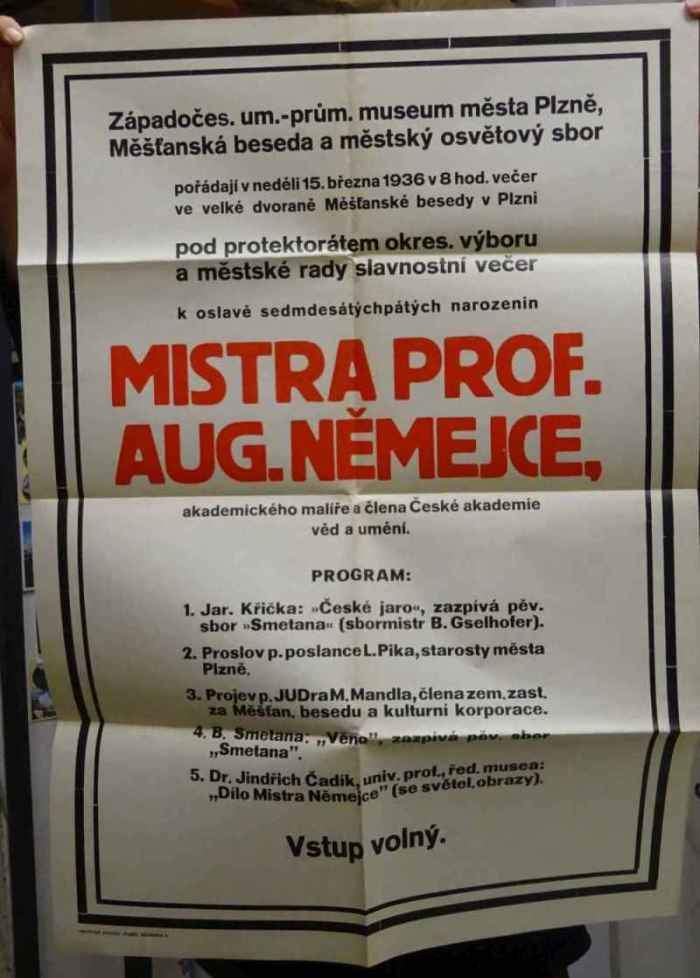 Západočes. um.-prům. museum města Plzně,
Měšťanská beseda a městský osvětový sbor
pořádají v neděli 15. března 1936 v 8 hod. večer
ve velké dvoraně Měšťanské besedy v Plzni
pod protektorátem okres. výboru
a městské rady slavnostní večer
k oslavě sedmdesátýchpátých narozenin
MISTRA PROF.
AUG. NĚMEJCE,
akademického malíře a člena České akademie
věd a umění.
PROGRAM:
1. Jar. Křička: »České jaro«, zazpívá pěv.
sbor »Smetana« (sbormistr B. Gselhofer).
2. Proslov p. poslance L. Pika, starosty města
Plzně.
3. Projev p. JUDra M. Mandla, člena zem. zast.
za Měšťan. besedu a kulturní korporace.
4. B. Smetana: „Věno", zazpívá pěv. sbor
„Smetana".
5. Dr. Jindřich Čadík, univ. prof., řed. musea:
„Dílo Mistra Němejce" (se světel. obrazy).
Vstup volný.